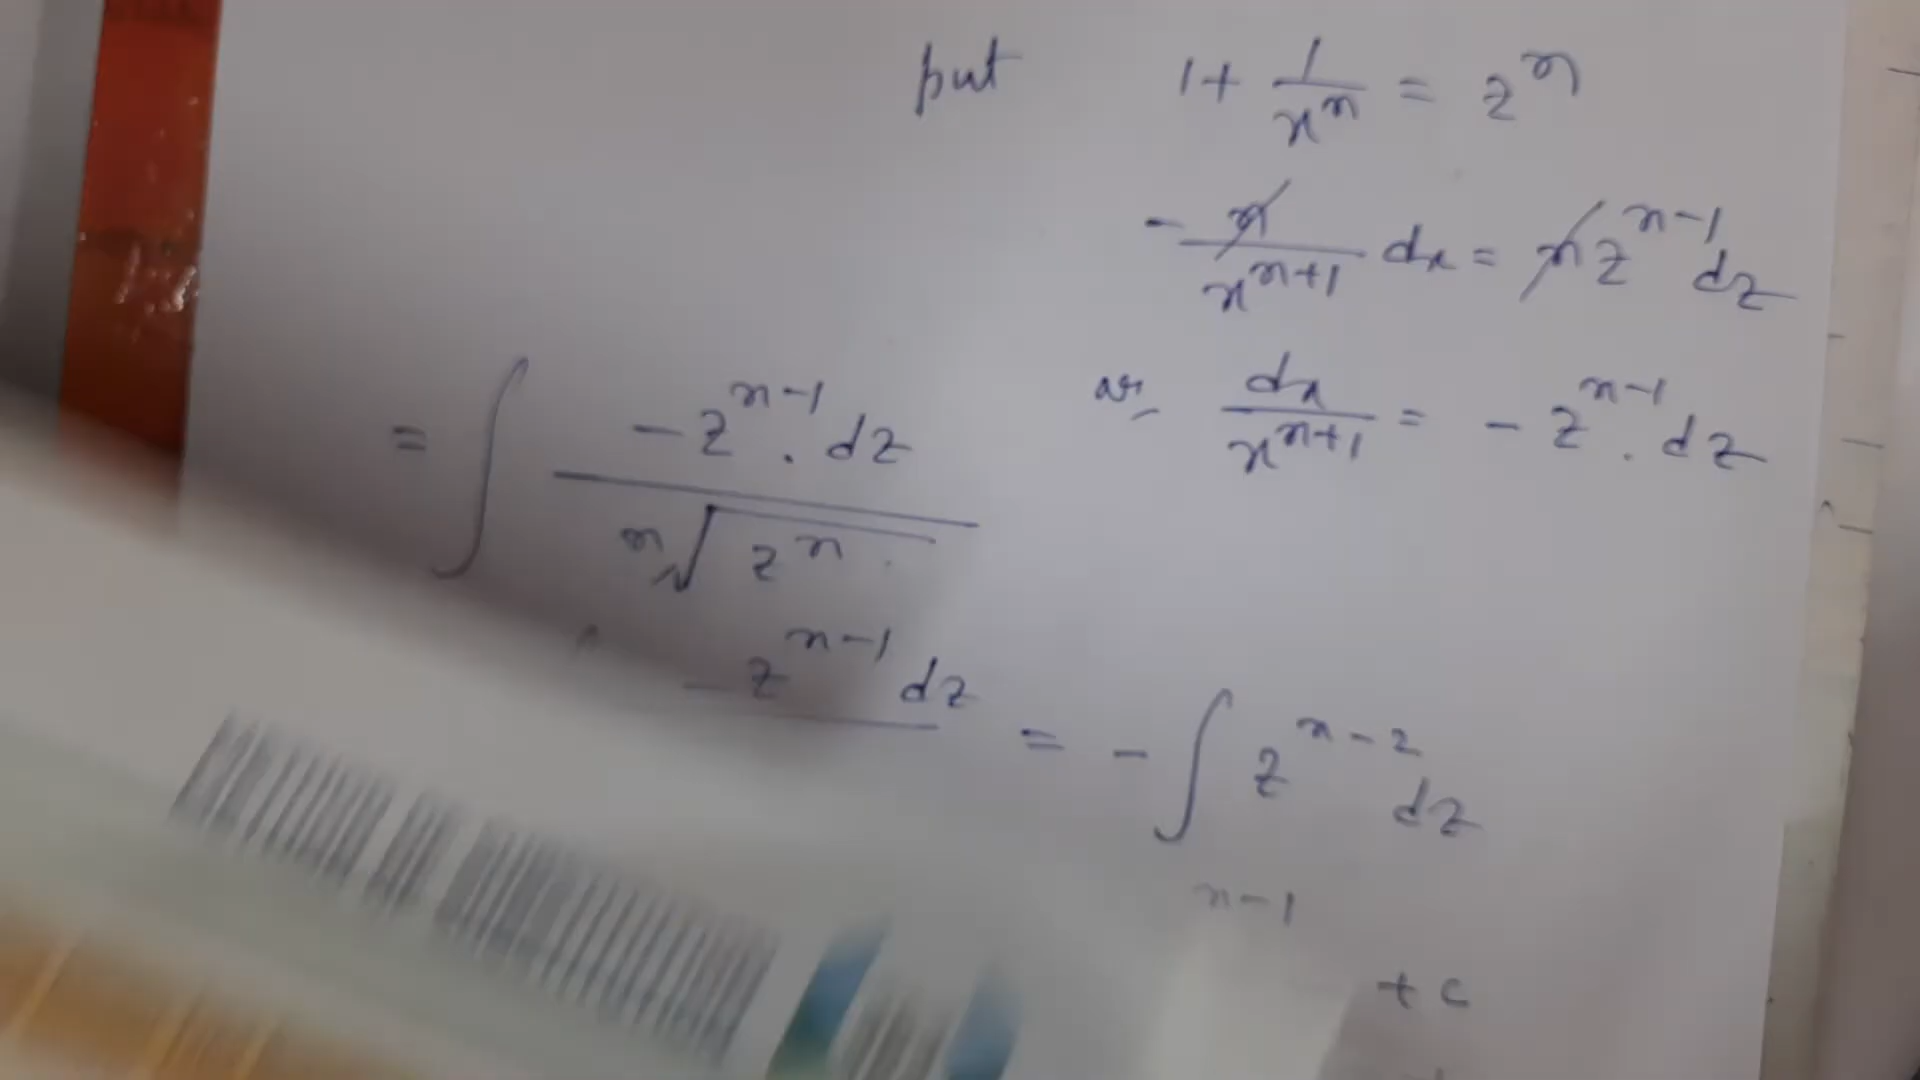 put 1 + 1/x^n = z^n
- n/x^{n+1} dx = n z^{n-1} dz
or, dx/x^{n+1} = - z^{n-1} . dz
= ∫ - z^{n-1} . dz / ⁿ√(z^n)
- z^{n-1} dz = - ∫ z^{n-2} dz
n-1
+ c